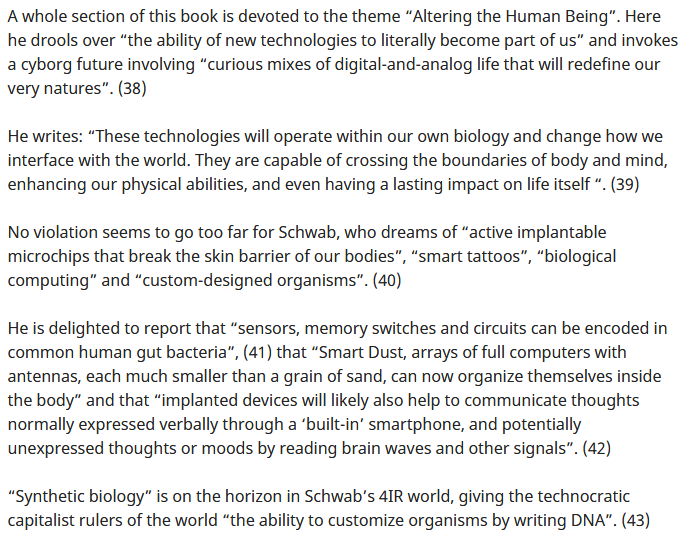 A whole section of this book is devoted to the theme “Altering the Human Being”. Here
he drools over “the ability of new technologies to literally become part of us” and invokes
a cyborg future involving “curious mixes of digital-and-analog life that will redefine our
very natures”. (38)
He writes: “These technologies will operate within our own biology and change how we
interface with the world. They are capable of crossing the boundaries of body and mind,
enhancing our physical abilities, and even having a lasting impact on life itself “. (39)
No violation seems to go too far for Schwab, who dreams of “active implantable
microchips that break the skin barrier of our bodies”, “smart tattoos”, “biological
computing” and “custom-designed organisms”. (40)
He is delighted to report that “sensors, memory switches and circuits can be encoded in
common human gut bacteria”, (41) that “Smart Dust, arrays of full computers with
antennas, each much smaller than a grain of sand, can now organize themselves inside
the body” and that “implanted devices will likely also help to communicate thoughts
normally expressed verbally through a ‘built-in’ smartphone, and potentially
unexpressed thoughts or moods by reading brain waves and other signals”. (42)
“Synthetic biology” is on the horizon in Schwab’s 4IR world, giving the technocratic
capitalist rulers of the world “the ability to customize organisms by writing DNA”. (43)